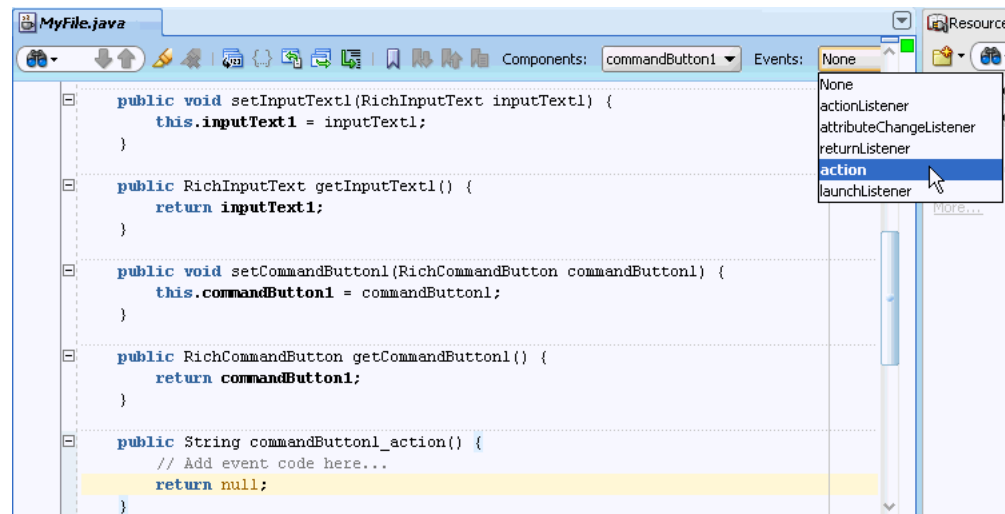 MyFile.java
Resource
Components: commandButton1 Events: None
None
actionListener
attributeChangeListener
returnListener
action
launchListener
More...
public void setInputText1(RichInputText inputText1) {
this.inputText1 = inputText1;
}
public RichInputText getInputText1() {
return inputText1;
}
public void setCommandButton1(RichCommandButton commandButton1) {
this.commandButton1 = commandButton1;
}
public RichCommandButton getCommandButton1() {
return commandButton1;
}
public String commandButton1_action() {
// Add event code here...
return null;
}